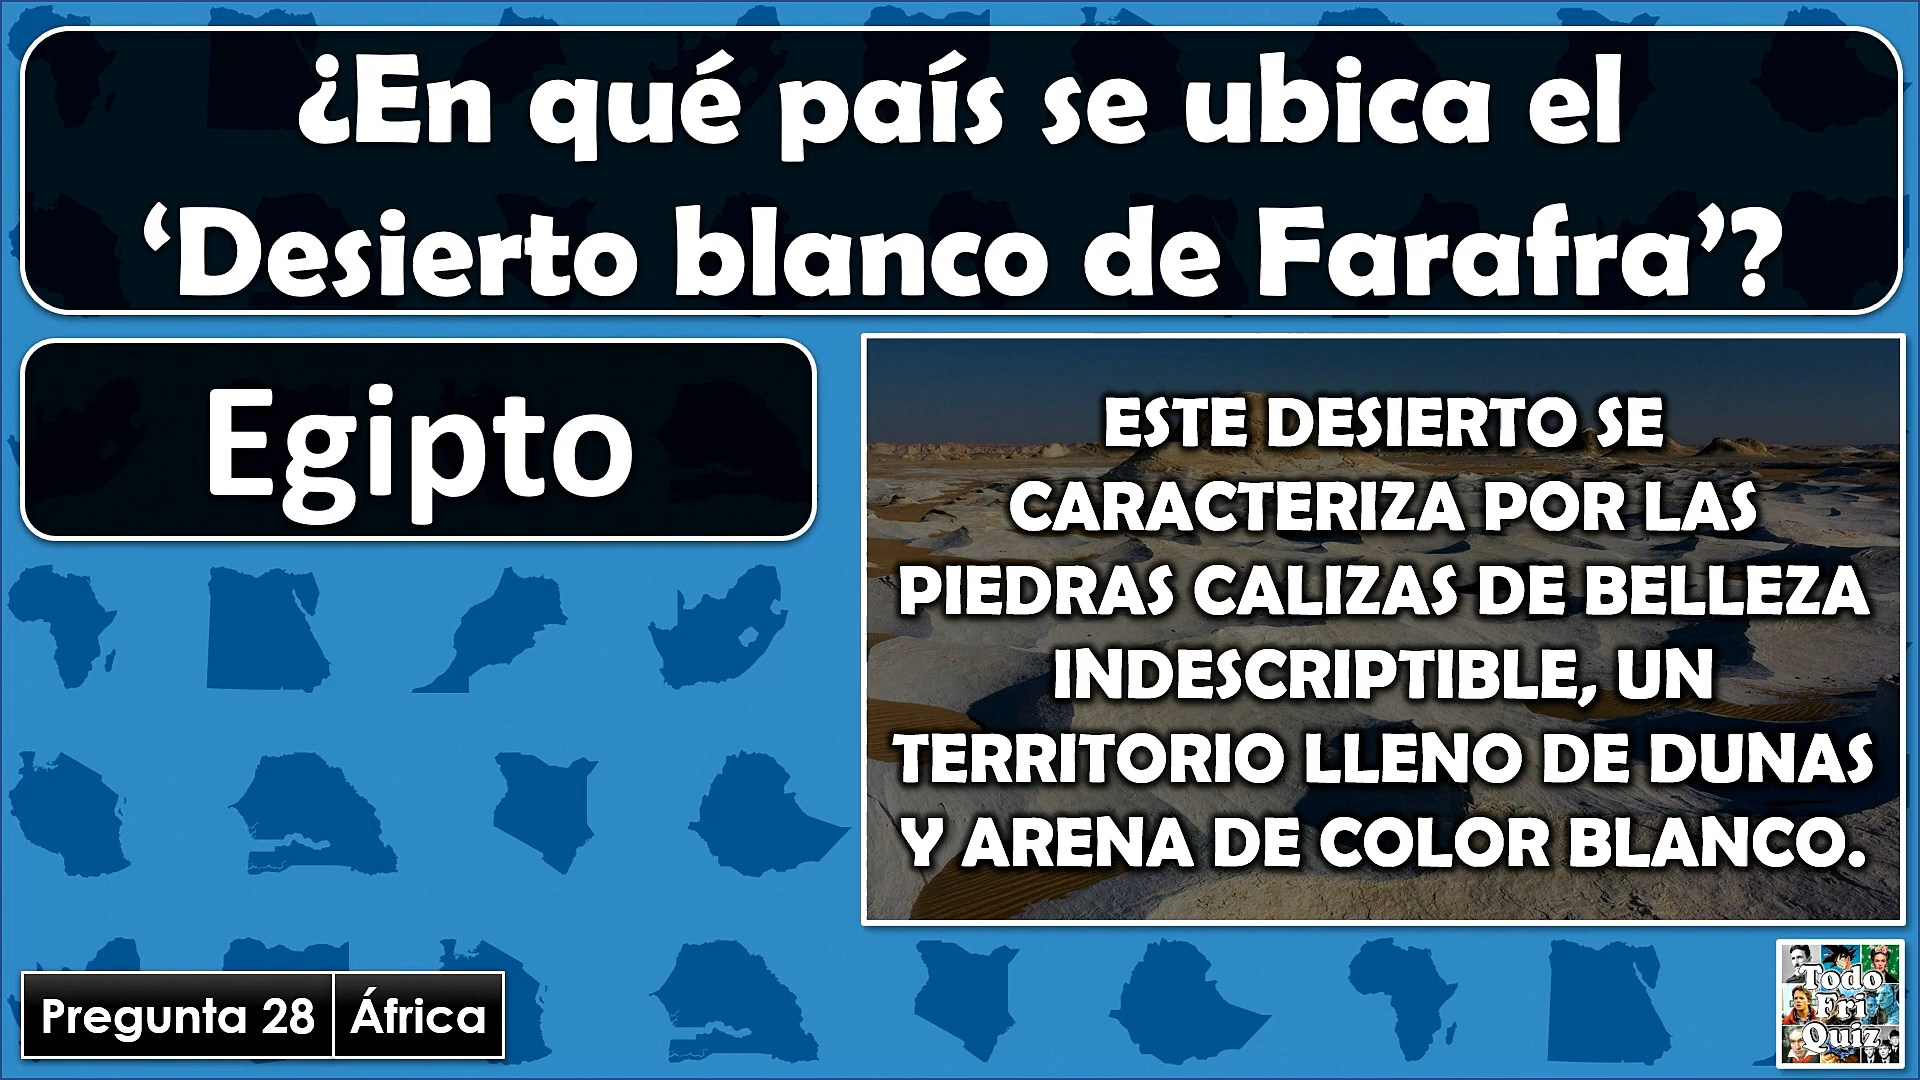 ¿En qué país se ubica el
‘Desierto blanco de Farafra’?
Egipto
ESTE DESIERTO SE
CARACTERIZA POR LAS
PIEDRAS CALIZAS DE BELLEZA
INDESCRIPTIBLE, UN
TERRITORIO LLENO DE DUNAS
Y ARENA DE COLOR BLANCO.
Pregunta 28 África
Todo
Fri
Quiz